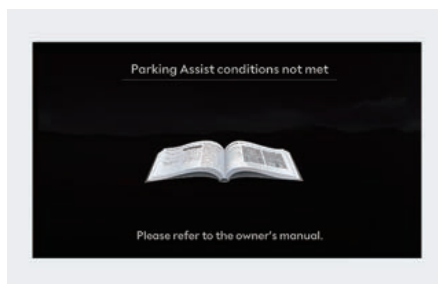 Parking Assist conditions not met
Please refer to the owner's manual.